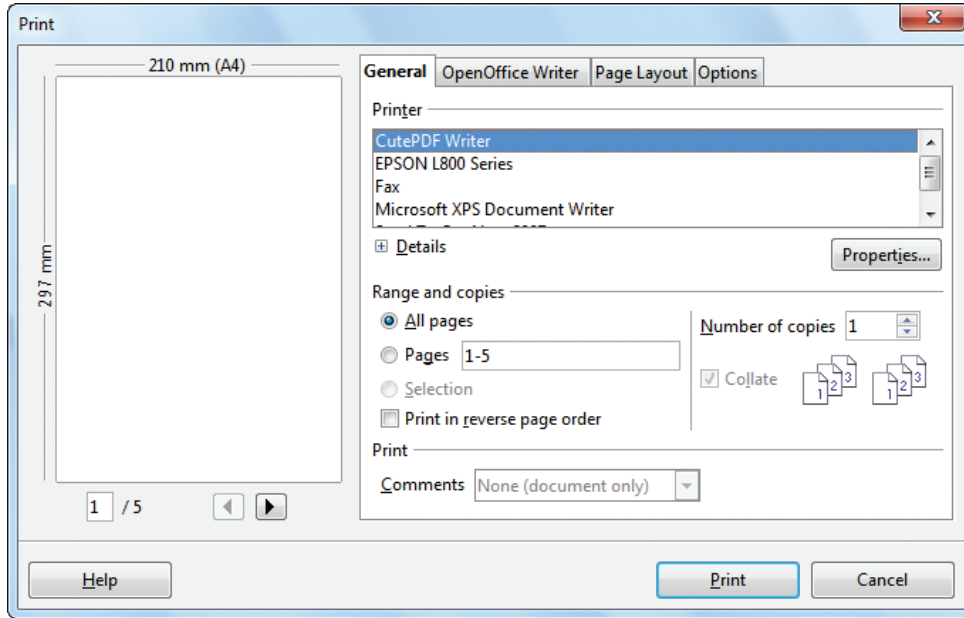 Print
210 mm (A4)
297 mm
1 / 5
General OpenOffice Writer Page Layout Options
Printer
CutePDF Writer
EPSON L800 Series
Fax
Microsoft XPS Document Writer
Details
Properties...
Range and copies
All pages
Pages 1-5
Selection
Print in reverse page order
Number of copies 1
Collate
1 2 3 1 2 3
Print
Comments None (document only)
Help Print Cancel